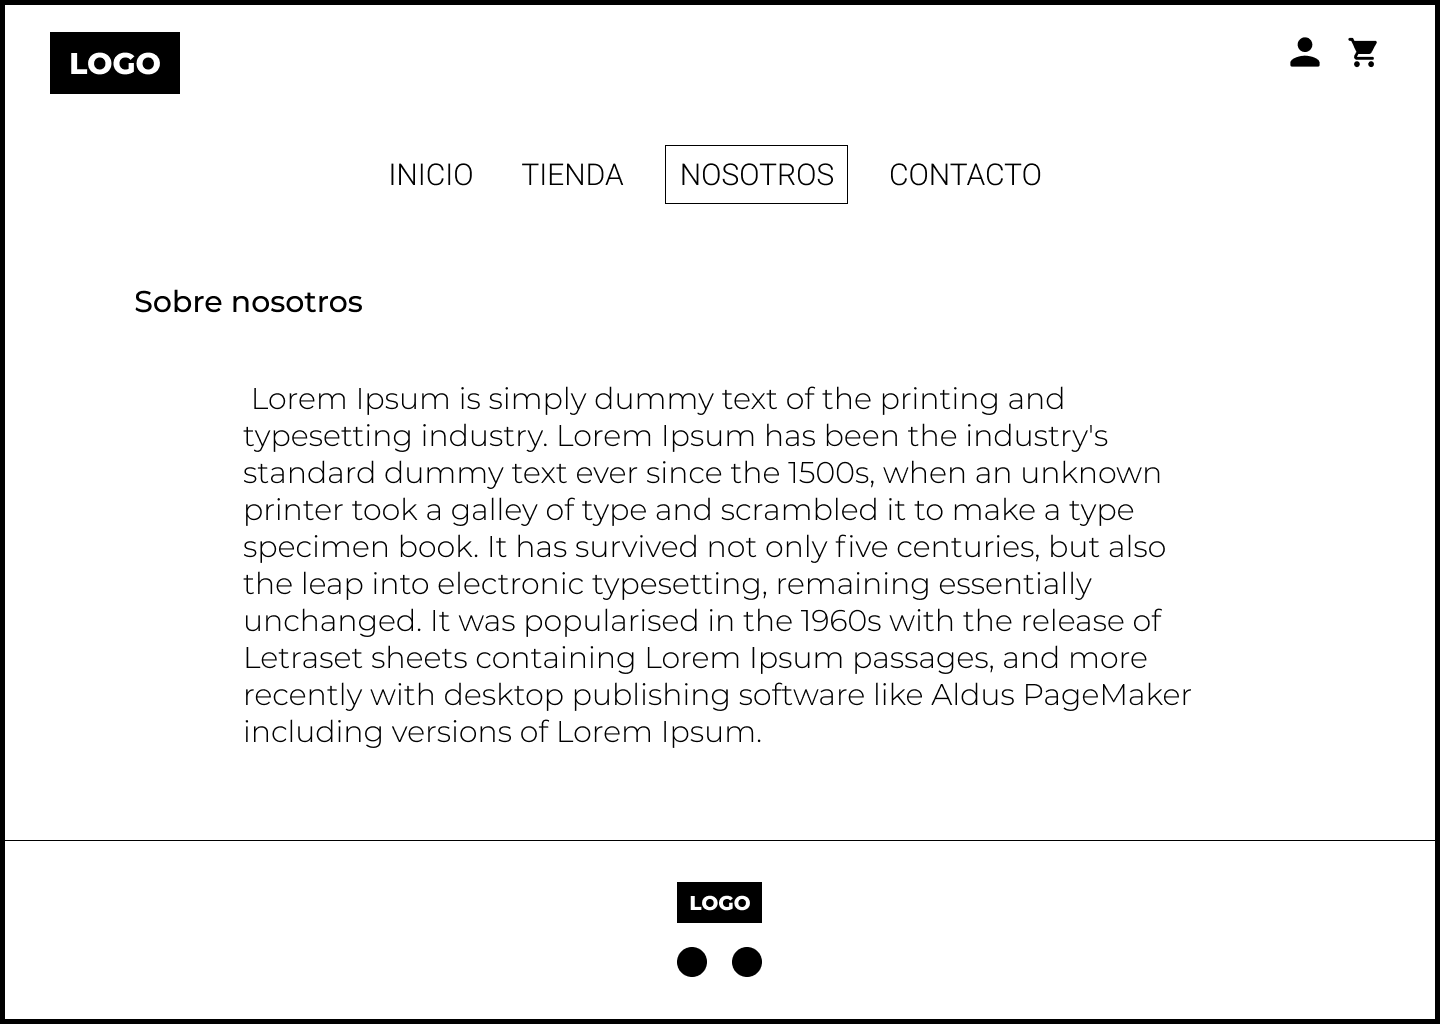 LOGO
INICIO TIENDA NOSOTROS CONTACTO
Sobre nosotros
Lorem Ipsum is simply dummy text of the printing and
typesetting industry. Lorem Ipsum has been the industry's
standard dummy text ever since the 1500s, when an unknown
printer took a galley of type and scrambled it to make a type
specimen book. It has survived not only five centuries, but also
the leap into electronic typesetting, remaining essentially
unchanged. It was popularised in the 1960s with the release of
Letraset sheets containing Lorem Ipsum passages, and more
recently with desktop publishing software like Aldus PageMaker
including versions of Lorem Ipsum.
LOGO